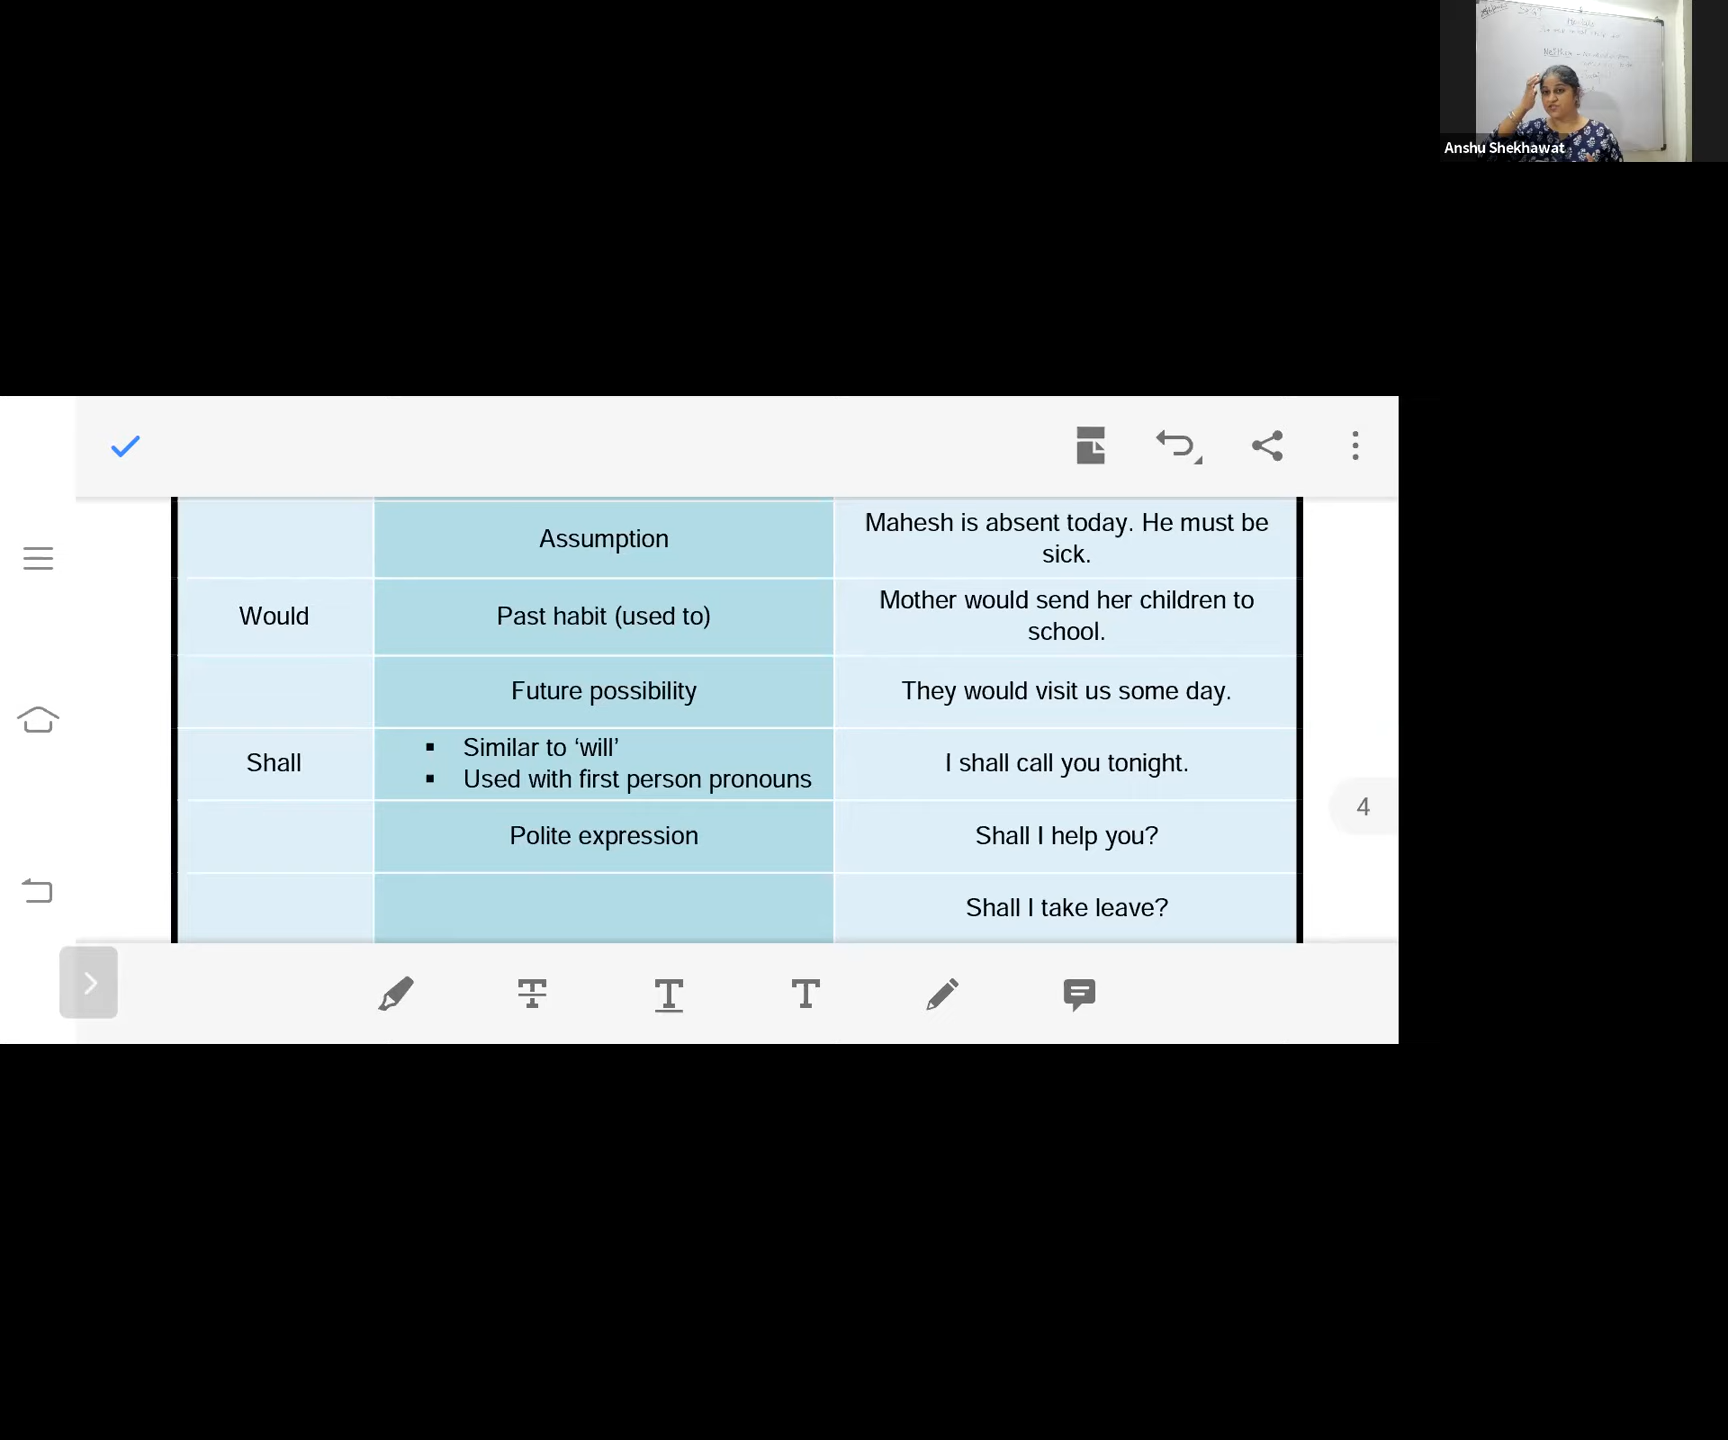 Anshu Shekhawat
Assumption
Mahesh is absent today. He must be
sick.
Would
Past habit (used to)
Mother would send her children to
school.
Future possibility
They would visit us some day.
Shall
▪ Similar to ‘will’
▪ Used with first person pronouns
I shall call you tonight.
4
Polite expression
Shall I help you?
Shall I take leave?